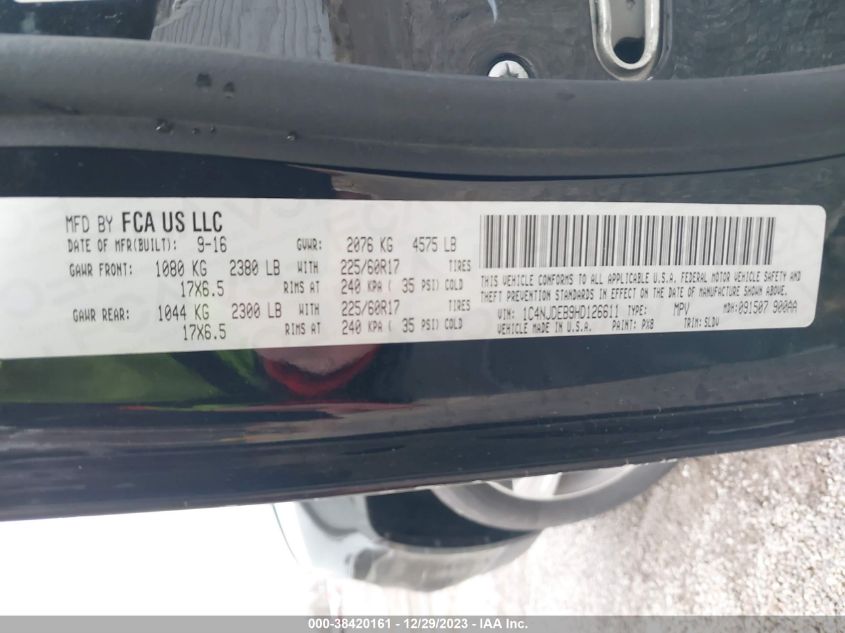 MFD BY FCA US LLC
DATE OF MFR(BUILT): 9-16 GVWR: 2076 KG 4575 LB
GAWR FRONT: 1080 KG 2380 LB WITH 225/60R17 TIRES
17X6.5 RIMS AT 240 KPA ( 35 PSI) COLD
GAWR REAR: 1044 KG 2300 LB WITH 225/60R17 TIRES
17X6.5 RIMS AT 240 KPA ( 35 PSI) COLD
THIS VEHICLE CONFORMS TO ALL APPLICABLE U.S.A. FEDERAL MOTOR VEHICLE SAFETY AND
THEFT PREVENTION STANDARDS IN EFFECT ON THE DATE OF MANUFACTURE SHOWN ABOVE.
VIN: 1C4NJDEB9HD126611 TYPE: MPV MDH: 091507 900AA
VEHICLE MADE IN U.S.A. PAINT: PX8 TRIM: SLDV
000-38420161 - 12/29/2023 - IAA Inc.